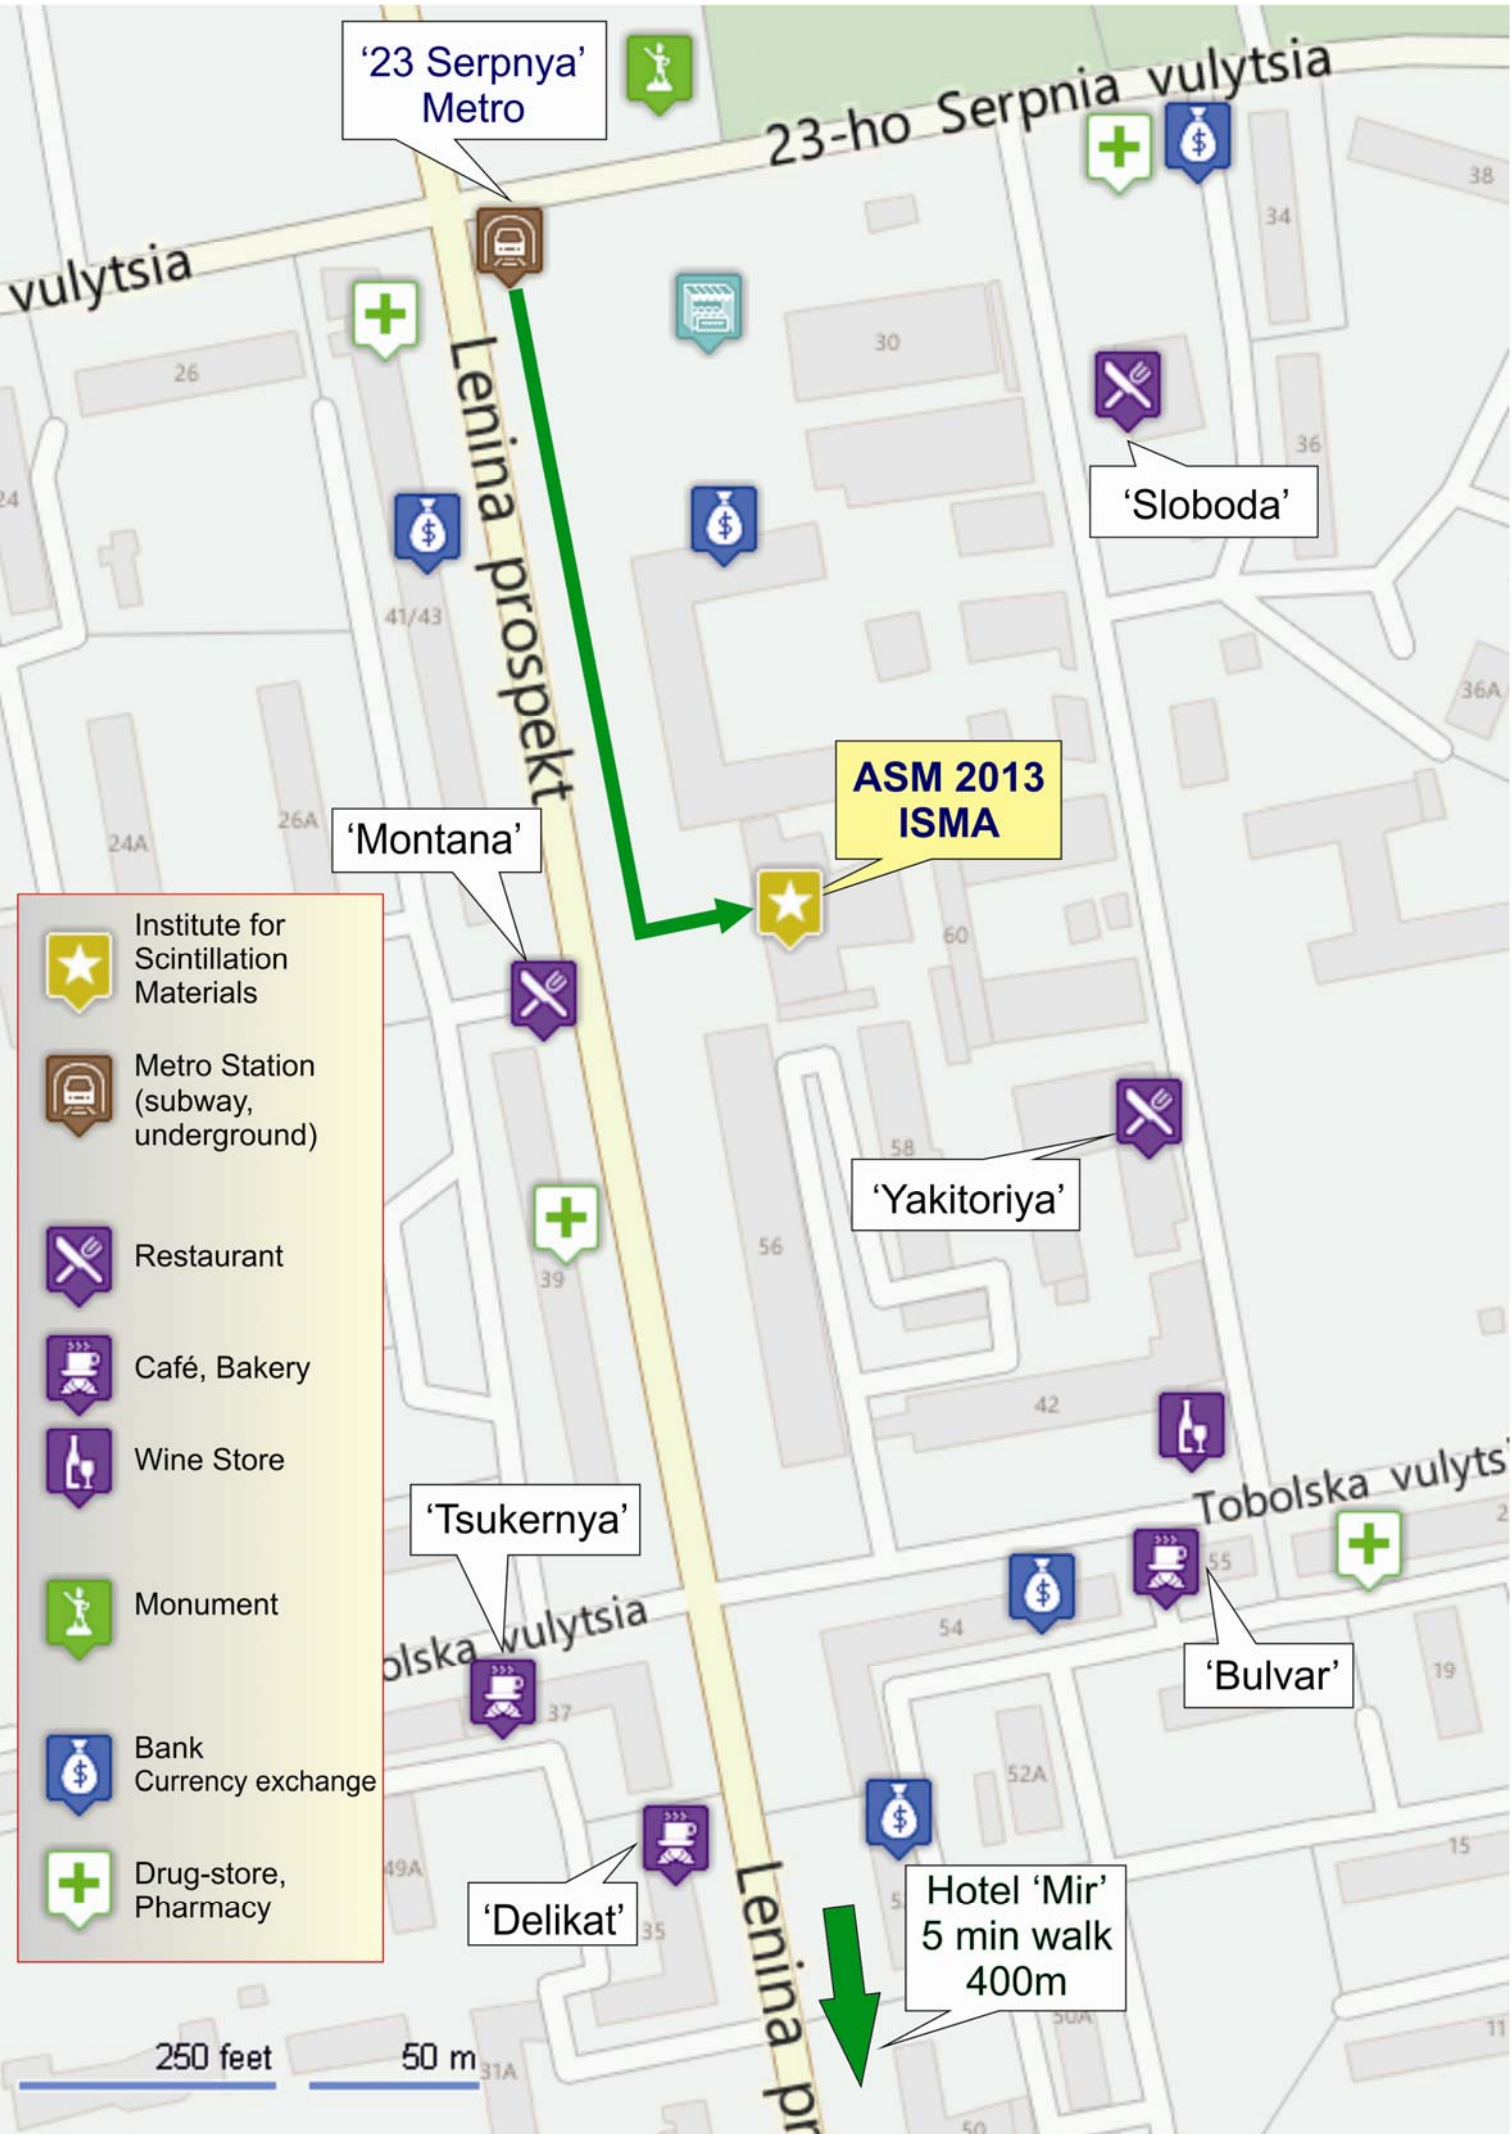 ‘23 Serpnya’
Metro
23-ho Serpnia vulytsia
vulytsia
38
34
30
26
36
24
‘Sloboda’
Lenina prospekt
41/43
36A
ASM 2013
ISMA
24A
26A
‘Montana’
60
Institute for
Scintillation
Materials
Metro Station
(subway,
underground)
Restaurant
Café, Bakery
Wine Store
Monument
Bank
Currency exchange
Drug-store,
Pharmacy
58
‘Yakitoriya’
56
39
42
Tobolska vulyts
‘Tsukernya’
55
54
olska vulytsia
‘Bulvar’
19
37
52A
15
49A
‘Delikat’
35
Lenina pr
Hotel ‘Mir’
5 min walk
400m
50A
11
250 feet
50 m
31A
50